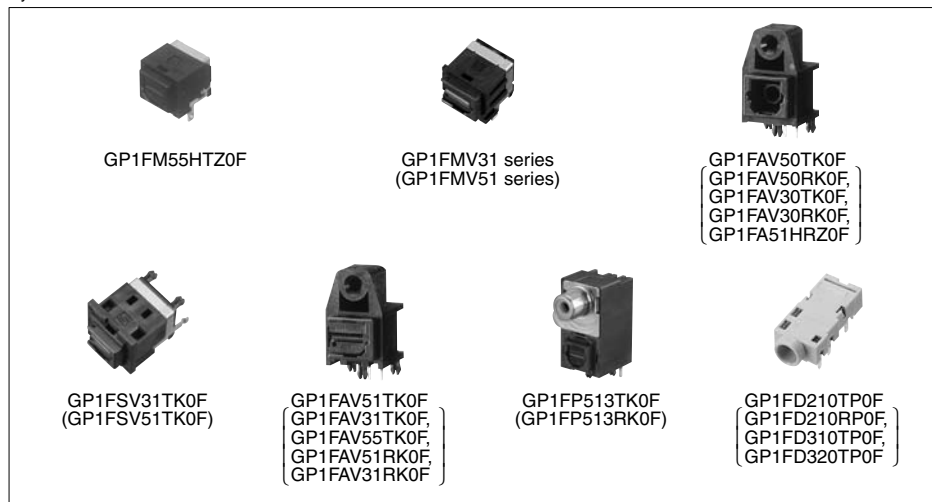 GP1FM55HTZ0F
GP1FMV31 series
(GP1FMV51 series)
GP1FAV50TK0F
GP1FAV50RK0F,
GP1FAV30TK0F,
GP1FAV30RK0F,
GP1FA51HRZ0F
GP1FSV31TK0F
(GP1FSV51TK0F)
GP1FAV51TK0F
GP1FAV31TK0F,
GP1FAV55TK0F,
GP1FAV51RK0F,
GP1FAV31RK0F
GP1FP513TK0F
(GP1FP513RK0F)
GP1FD210TP0F
GP1FD210RP0F,
GP1FD310TP0F,
GP1FD320TP0F